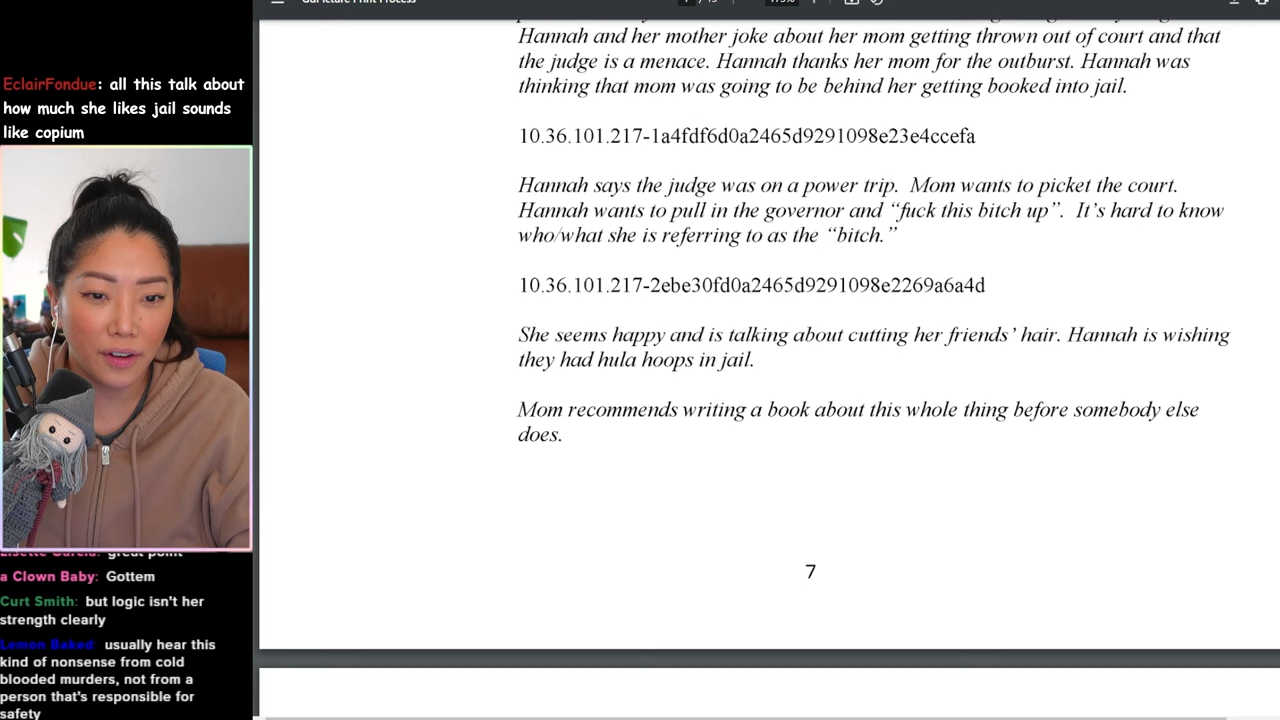 EclairFondue: all this talk about
how much she likes jail sounds
like copium
Hannah and her mother joke about her mom getting thrown out of court and that
the judge is a menace. Hannah thanks her mom for the outburst. Hannah was
thinking that mom was going to be behind her getting booked into jail.
10.36.101.217-1a4fdf6d0a2465d9291098e23e4ccefa
Hannah says the judge was on a power trip.  Mom wants to picket the court.
Hannah wants to pull in the governor and “fuck this bitch up”.  It’s hard to know
who/what she is referring to as the “bitch.”
10.36.101.217-2ebe30fd0a2465d9291098e2269a6a4d
She seems happy and is talking about cutting her friends’ hair. Hannah is wishing
they had hula hoops in jail.
Mom recommends writing a book about this whole thing before somebody else
does.
7
great point
a Clown Baby: Gottem
Curt Smith: but logic isn't her
strength clearly
Lemon Baked: usually hear this
kind of nonsense from cold
blooded murders, not from a
person that's responsible for
safety